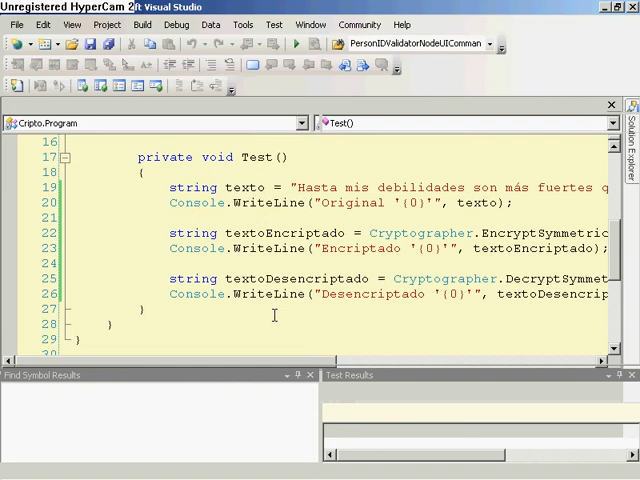 Unregistered HyperCam 2
ft Visual Studio
File Edit View Project Build Debug Data Tools Test Window Community Help
PersonIDValidatorNodeUIComman
Cripto.Program
Test()
Solution Explorer
16
17 private void Test()
18 {
19 string texto = "Hasta mis debilidades son más fuertes q
20 Console.WriteLine("Original '{0}'", texto);
21
22 string textoEncriptado = Cryptographer.EncryptSymmetric
23 Console.WriteLine("Encriptado '{0}'", textoEncriptado);
24
25 string textoDesencriptado = Cryptographer.DecryptSymmet
26 Console.WriteLine("Desencriptado '{0}'", textoDesencrip
27 }
28 }
29 }
30
Find Symbol Results
Test Results